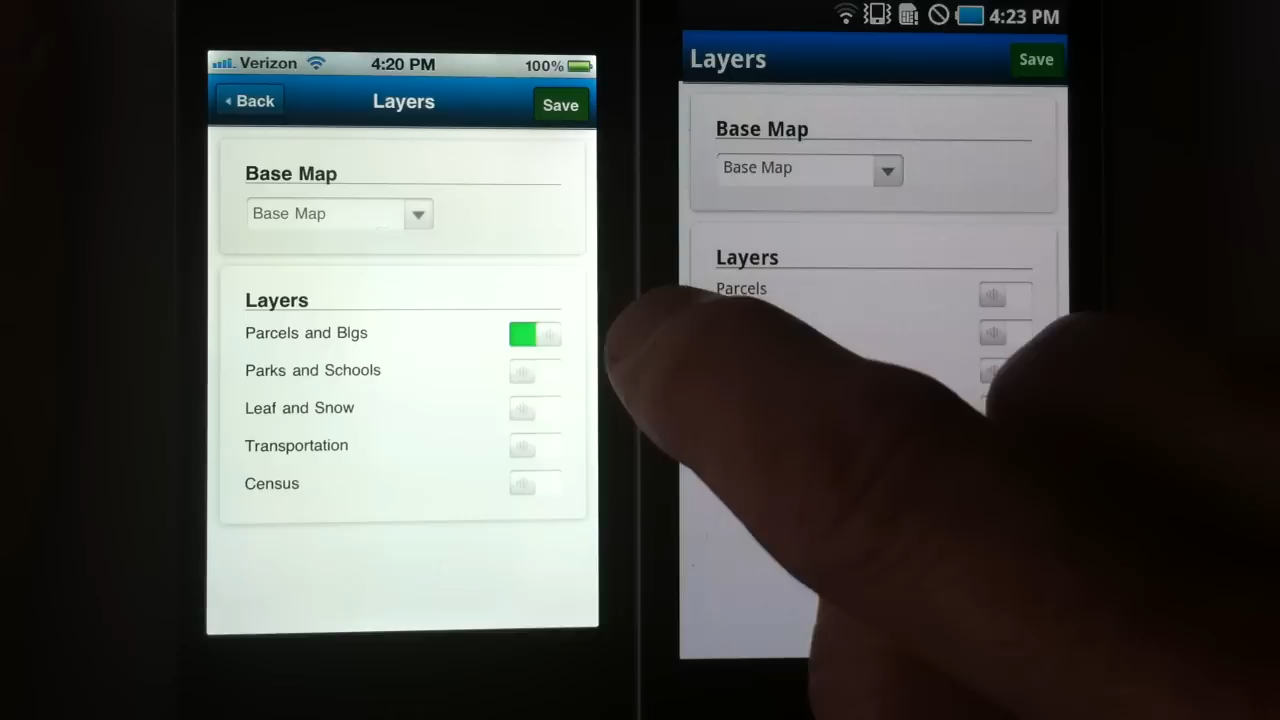 Verizon 4:20 PM 100%
Back Layers Save
Base Map
Base Map
Layers
Parcels and Blgs
Parks and Schools
Leaf and Snow
Transportation
Census
4:23 PM
Layers Save
Base Map
Base Map
Layers
Parcels